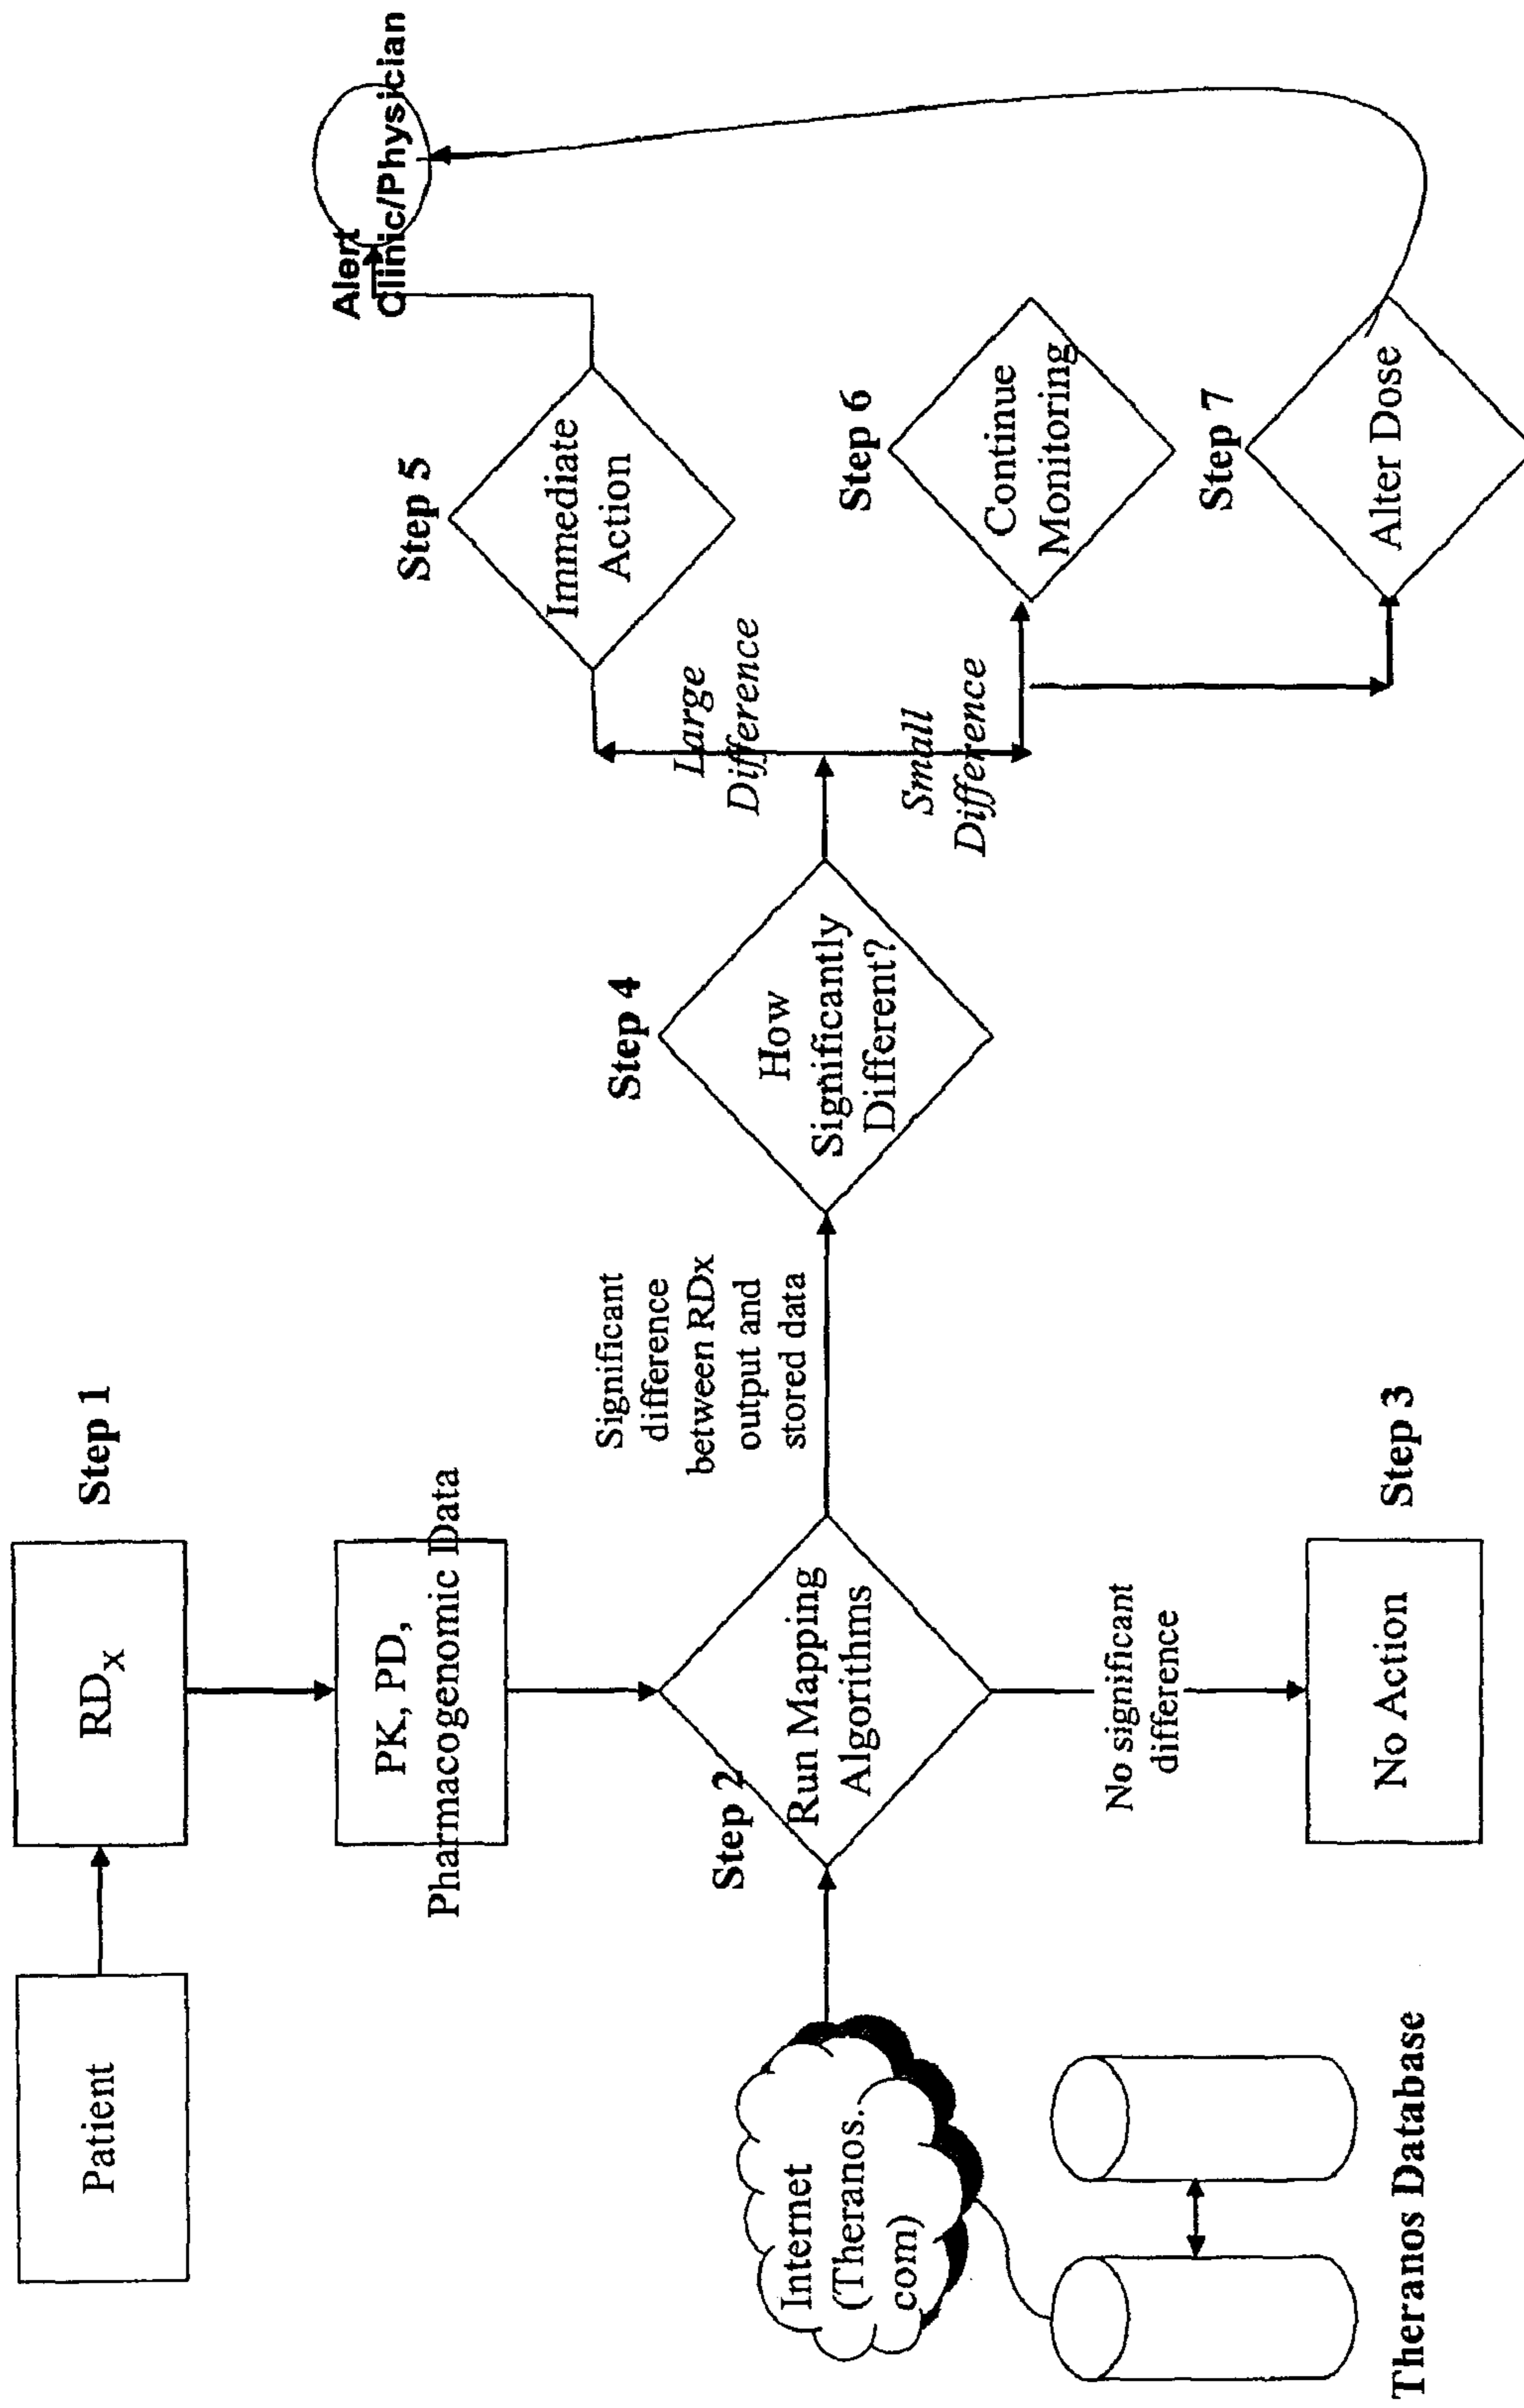 Patient
RDx
Step 1
PK, PD,
Pharmacogenomic Data
Step 2
Run Mapping
Algorithms
Internet
(Theranos.
com)
Theranos Database
No significant
difference
No Action
Step 3
Significant
difference
between RDx
output and
stored data
Step 4
How
Significantly
Different?
Large
Difference
Small
Difference
Step 5
Immediate
Action
Alert
Clinic/Physician
Step 6
Continue
Monitoring
Step 7
Alter Dose